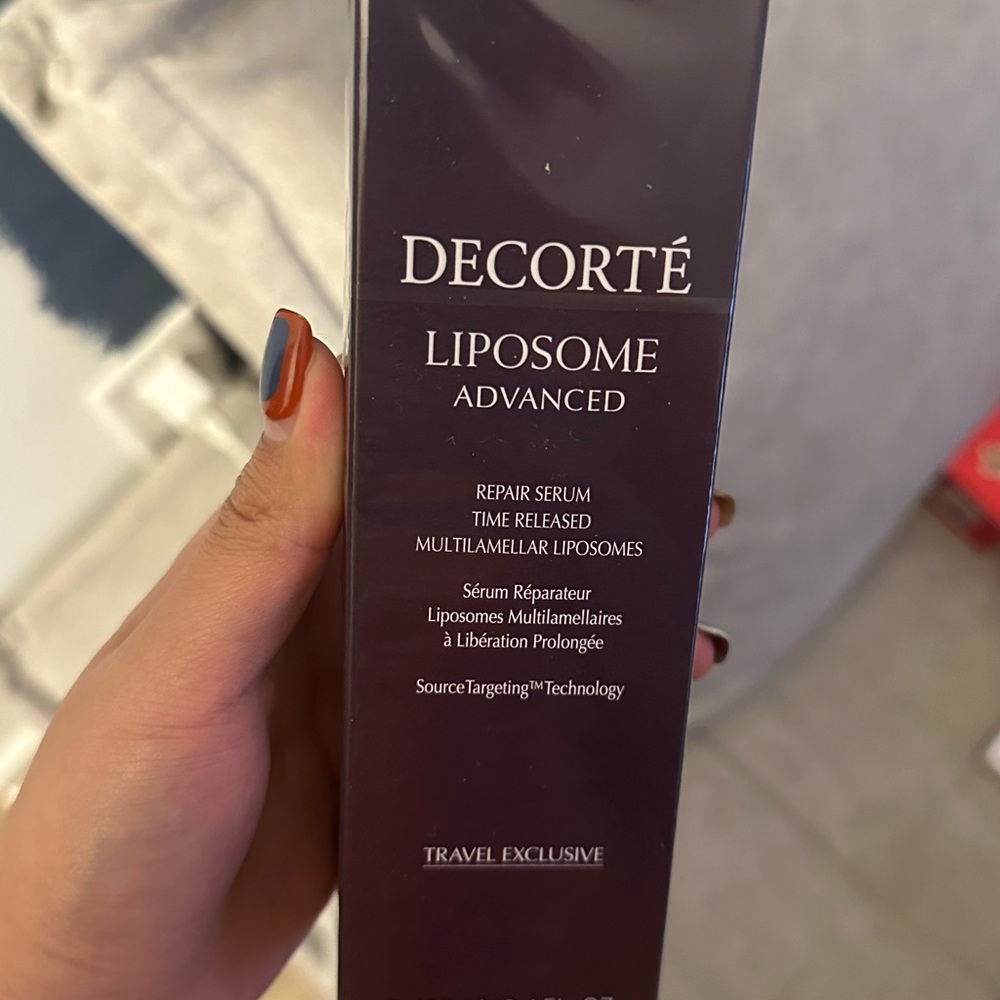 DECORTÉ
LIPOSOME
ADVANCED
REPAIR SERUM
TIME RELEASED
MULTILAMELLAR LIPOSOMES
Sérum Réparateur
Liposomes Multilamellaires
à Libération Prolongée
SourceTargeting™Technology
TRAVEL EXCLUSIVE